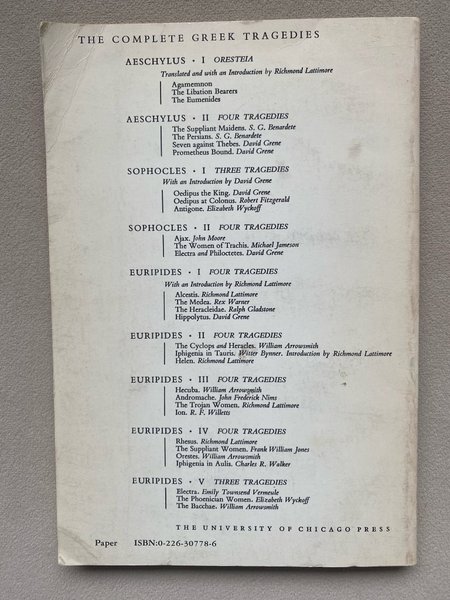 THE COMPLETE GREEK TRAGEDIES
AESCHYLUS · I ORESTEIA
Translated and with an Introduction by Richmond Lattimore
Agamemnon
The Libation Bearers
The Eumenides
AESCHYLUS · II FOUR TRAGEDIES
The Suppliant Maidens. S. G. Benardete
The Persians. S. G. Benardete
Seven against Thebes. David Grene
Prometheus Bound. David Grene
SOPHOCLES · I THREE TRAGEDIES
With an Introduction by David Grene
Oedipus the King. David Grene
Oedipus at Colonus. Robert Fitzgerald
Antigone. Elizabeth Wyckoff
SOPHOCLES · II FOUR TRAGEDIES
Ajax. John Moore
The Women of Trachis. Michael Jameson
Electra and Philoctetes. David Grene
EURIPIDES · I FOUR TRAGEDIES
With an Introduction by Richmond Lattimore
Alcestis. Richmond Lattimore
The Medea. Rex Warner
The Heracleidae. Ralph Gladstone
Hippolytus. David Grene
EURIPIDES · II FOUR TRAGEDIES
The Cyclops and Heracles. William Arrowsmith
Iphigenia in Tauris. Witter Bynner. Introduction by Richmond Lattimore
Helen. Richmond Lattimore
EURIPIDES · III FOUR TRAGEDIES
Hecuba. William Arrowsmith
Andromache. John Frederick Nims
The Trojan Women. Richmond Lattimore
Ion. R. F. Willetts
EURIPIDES · IV FOUR TRAGEDIES
Rhesus. Richmond Lattimore
The Suppliant Women. Frank William Jones
Orestes. William Arrowsmith
Iphigenia in Aulis. Charles R. Walker
EURIPIDES · V THREE TRAGEDIES
Electra. Emily Townsend Vermeule
The Phoenician Women. Elizabeth Wyckoff
The Bacchae. William Arrowsmith
THE UNIVERSITY OF CHICAGO PRESS
Paper ISBN:0-226-30778-6